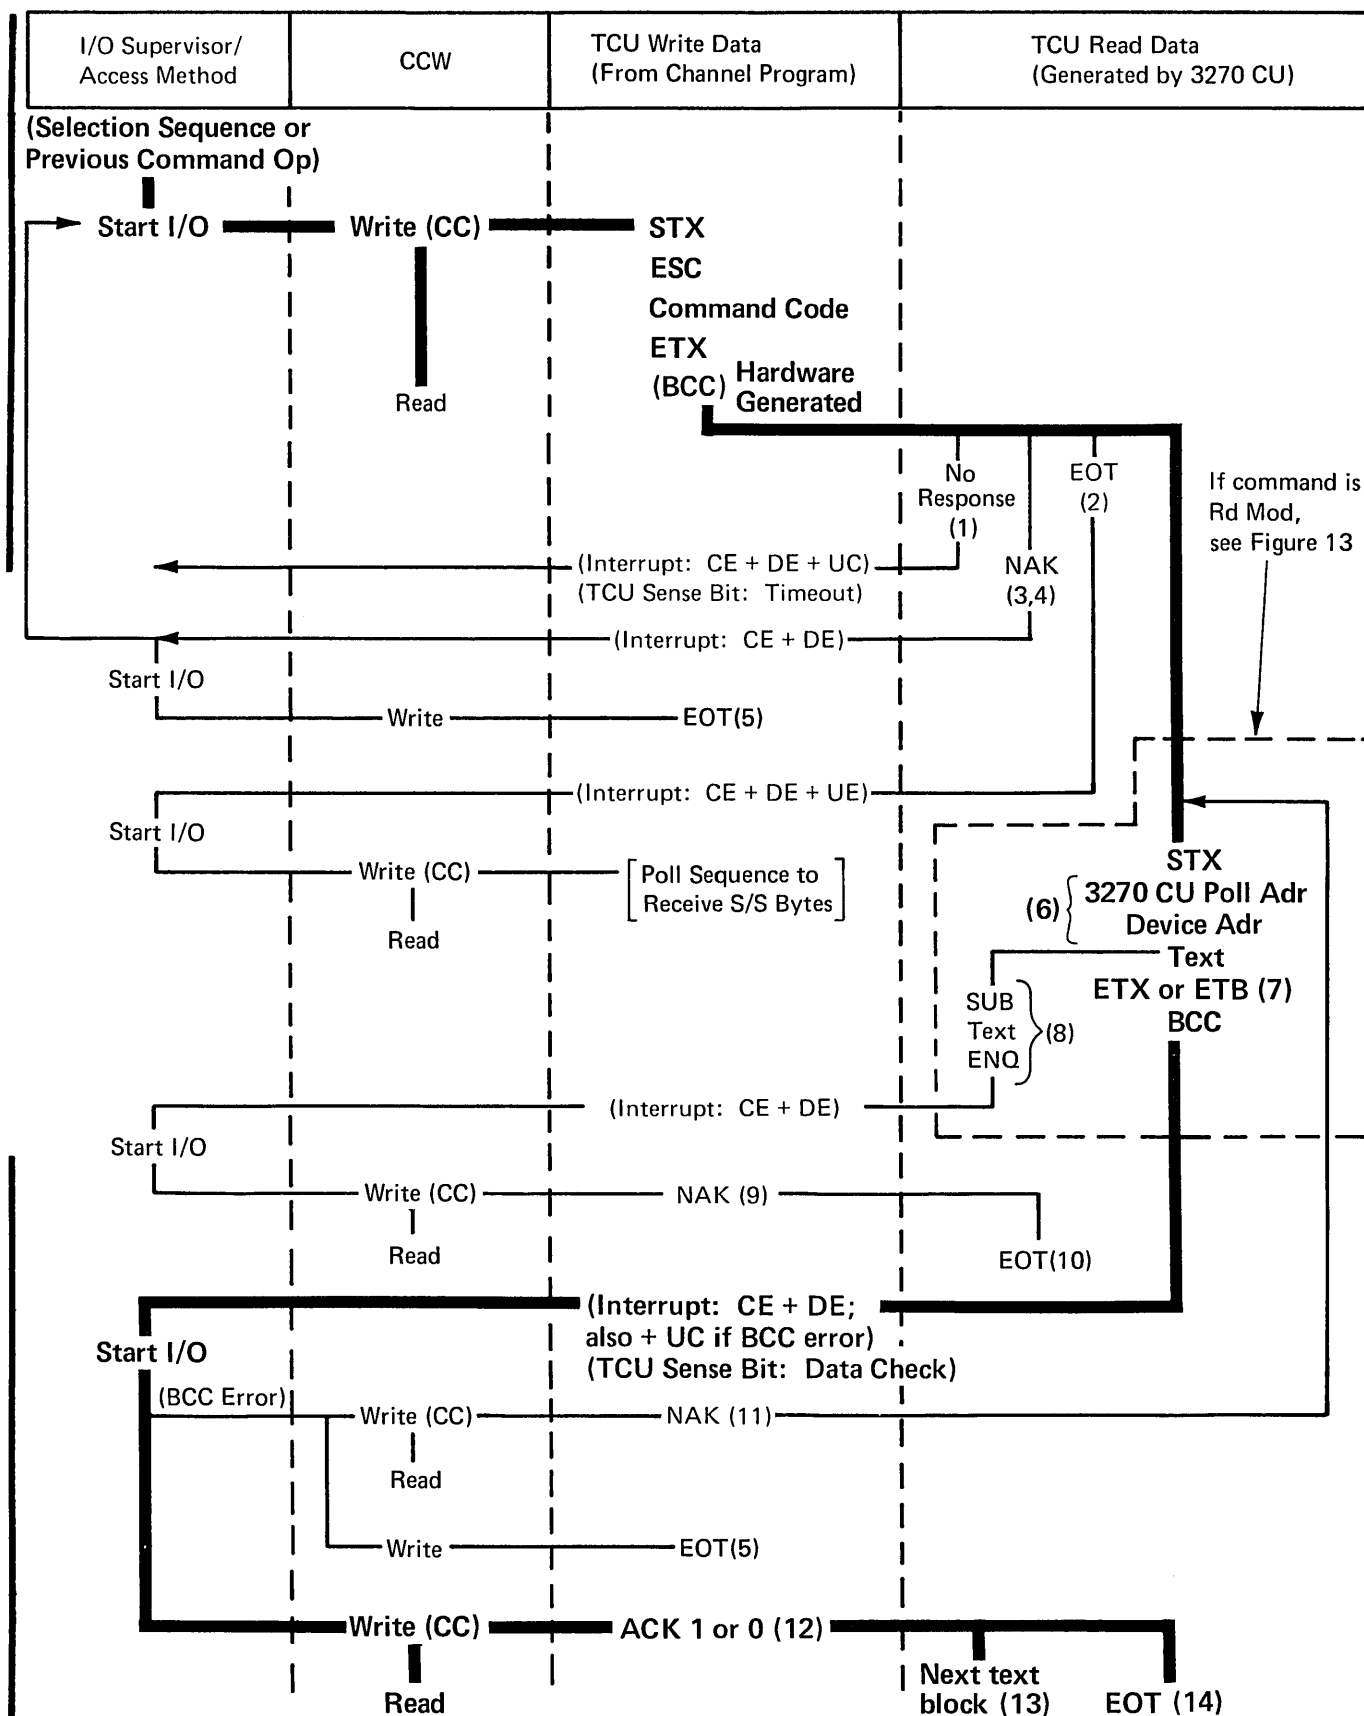 I/O Supervisor/
Access Method
CCW
TCU Write Data
(From Channel Program)
TCU Read Data
(Generated by 3270 CU)
(Selection Sequence or
Previous Command Op)
Start I/O
Write (CC)
STX
ESC
Command Code
ETX
(BCC) Hardware
Generated
Read
No
Response
(1)
EOT
(2)
If command is
Rd Mod,
see Figure 13
(Interrupt: CE + DE + UC)
(TCU Sense Bit: Timeout)
NAK
(3,4)
(Interrupt: CE + DE)
Start I/O
Write
EOT(5)
(Interrupt: CE + DE + UE)
Start I/O
Write (CC)
Poll Sequence to
Receive S/S Bytes
Read
STX
(6) 3270 CU Poll Adr
Device Adr
Text
ETX or ETB (7)
BCC
SUB
Text
ENQ
(8)
(Interrupt: CE + DE)
Start I/O
Write (CC)
NAK (9)
Read
EOT(10)
(Interrupt: CE + DE;
also + UC if BCC error)
(TCU Sense Bit: Data Check)
Start I/O
(BCC Error)
Write (CC)
NAK (11)
Read
Write
EOT(5)
Write (CC)
ACK 1 or 0 (12)
Read
Next text
block (13)
EOT (14)